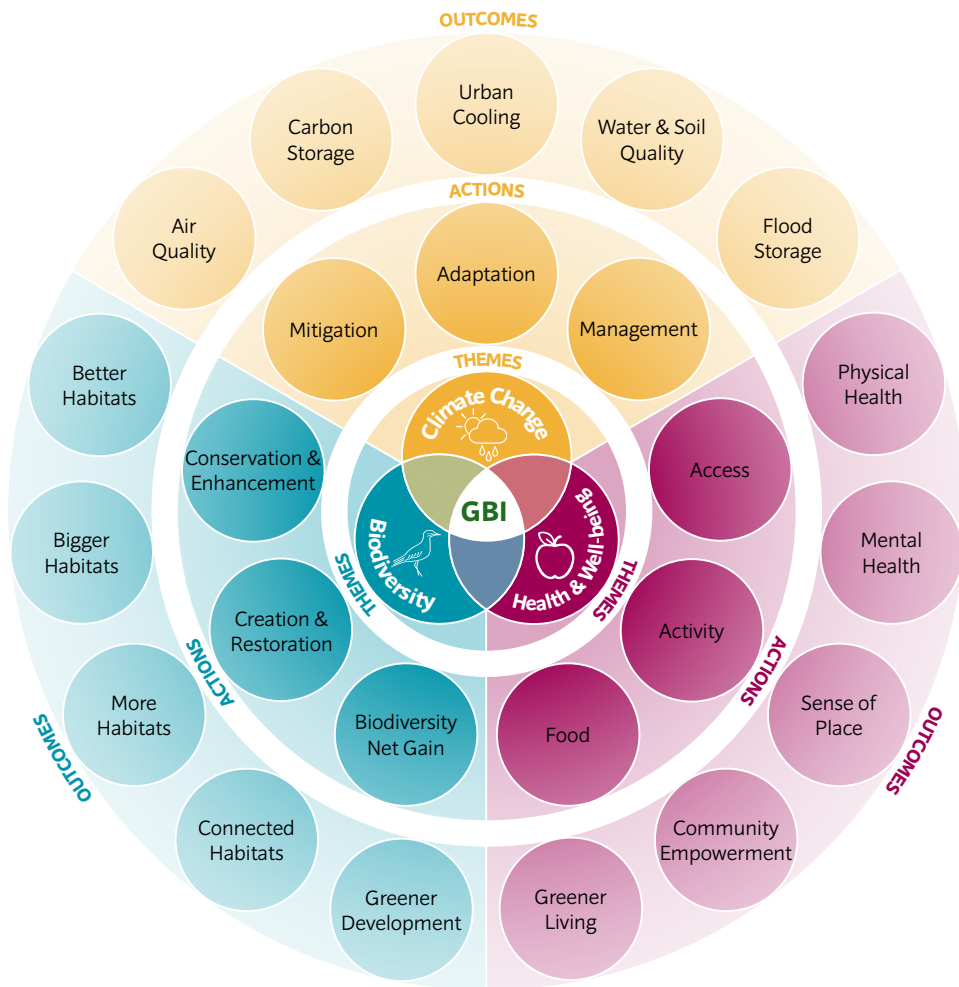 OUTCOMES
Urban
Cooling
Carbon
Storage
Water & Soil
Quality
Air
Quality
Flood
Storage
ACTIONS
Adaptation
Mitigation
Management
THEMES
Climate Change
GBI
Biodiversity
Health & Well-being
THEMES
THEMES
Better
Habitats
Conservation &
Enhancement
Access
Physical
Health
Bigger
Habitats
Creation &
Restoration
Activity
Mental
Health
ACTIONS
ACTIONS
More
Habitats
Biodiversity
Net Gain
Food
Sense of
Place
OUTCOMES
OUTCOMES
Connected
Habitats
Community
Empowerment
Greener
Development
Greener
Living